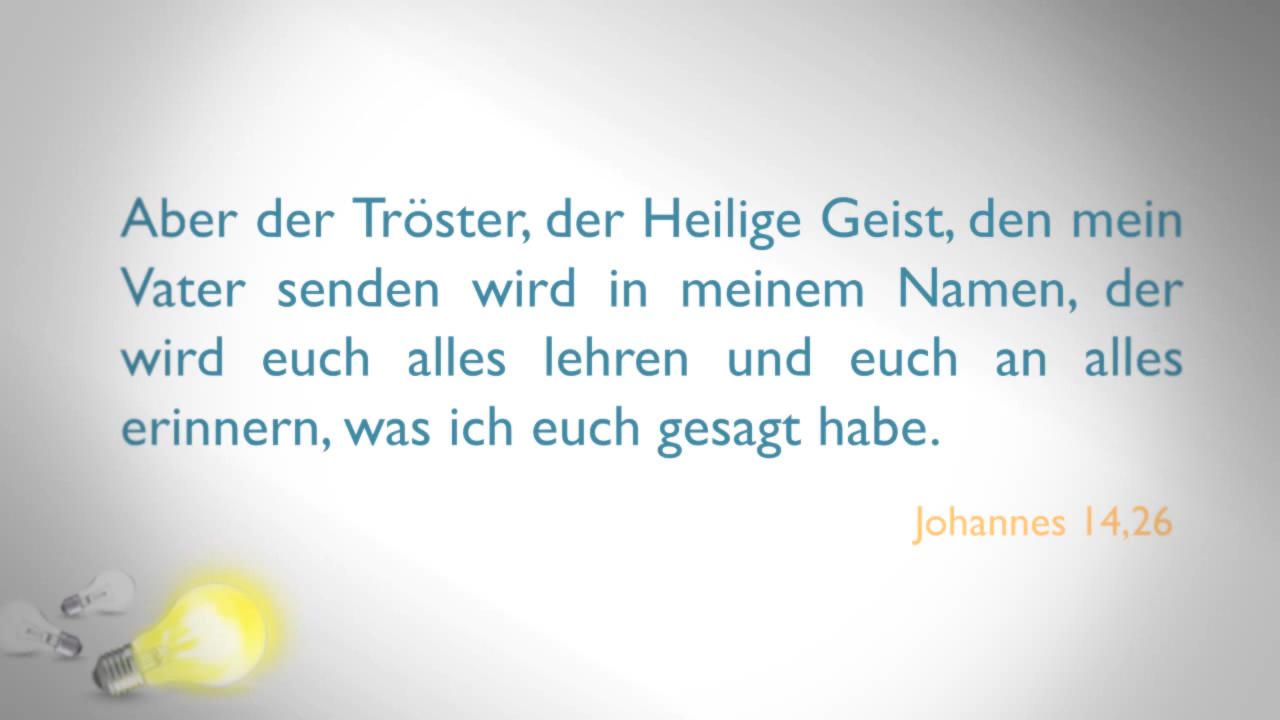 Aber der Tröster, der Heilige Geist, den mein
Vater senden wird in meinem Namen, der
wird euch alles lehren und euch an alles
erinnern, was ich euch gesagt habe.
Johannes 14,26